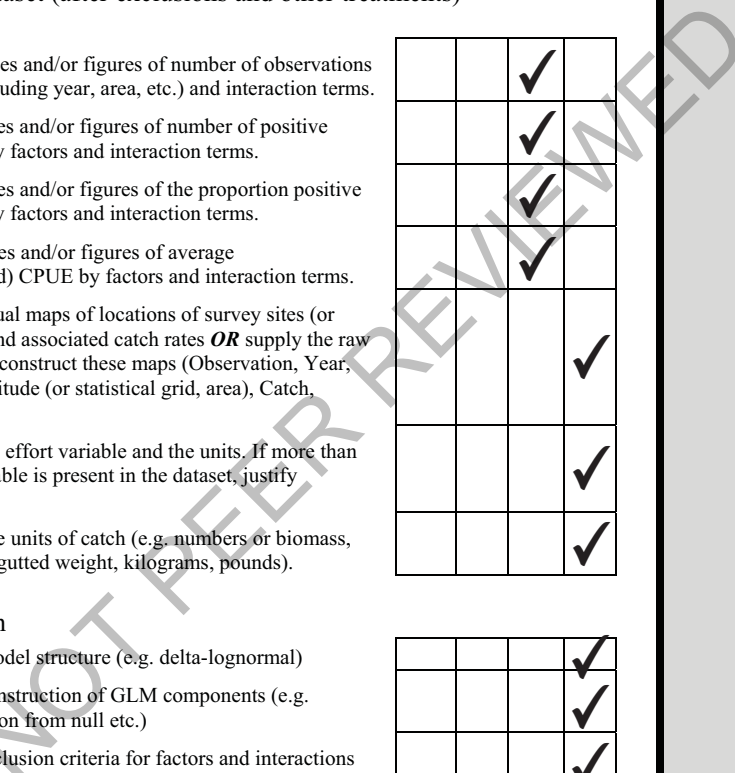 es and/or figures of number of observations
uding year, area, etc.) and interaction terms.
es and/or figures of number of positive
y factors and interaction terms.
es and/or figures of the proportion positive
y factors and interaction terms.
es and/or figures of average
d) CPUE by factors and interaction terms.
ual maps of locations of survey sites (or
nd associated catch rates OR supply the raw
construct these maps (Observation, Year,
itude (or statistical grid, area), Catch,
effort variable and the units. If more than
able is present in the dataset, justify
e units of catch (e.g. numbers or biomass,
gutted weight, kilograms, pounds).
n
odel structure (e.g. delta-lognormal)
nstruction of GLM components (e.g.
on from null etc.)
clusion criteria for factors and interactions
NOT PEER REVIEWED